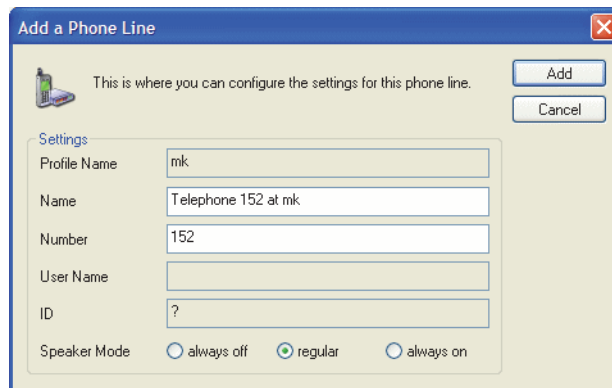 Add a Phone Line
This is where you can configure the settings for this phone line.
Add
Cancel
Settings
Profile Name mk
Name Telephone 152 at mk
Number 152
User Name
ID ?
Speaker Mode always off regular always on